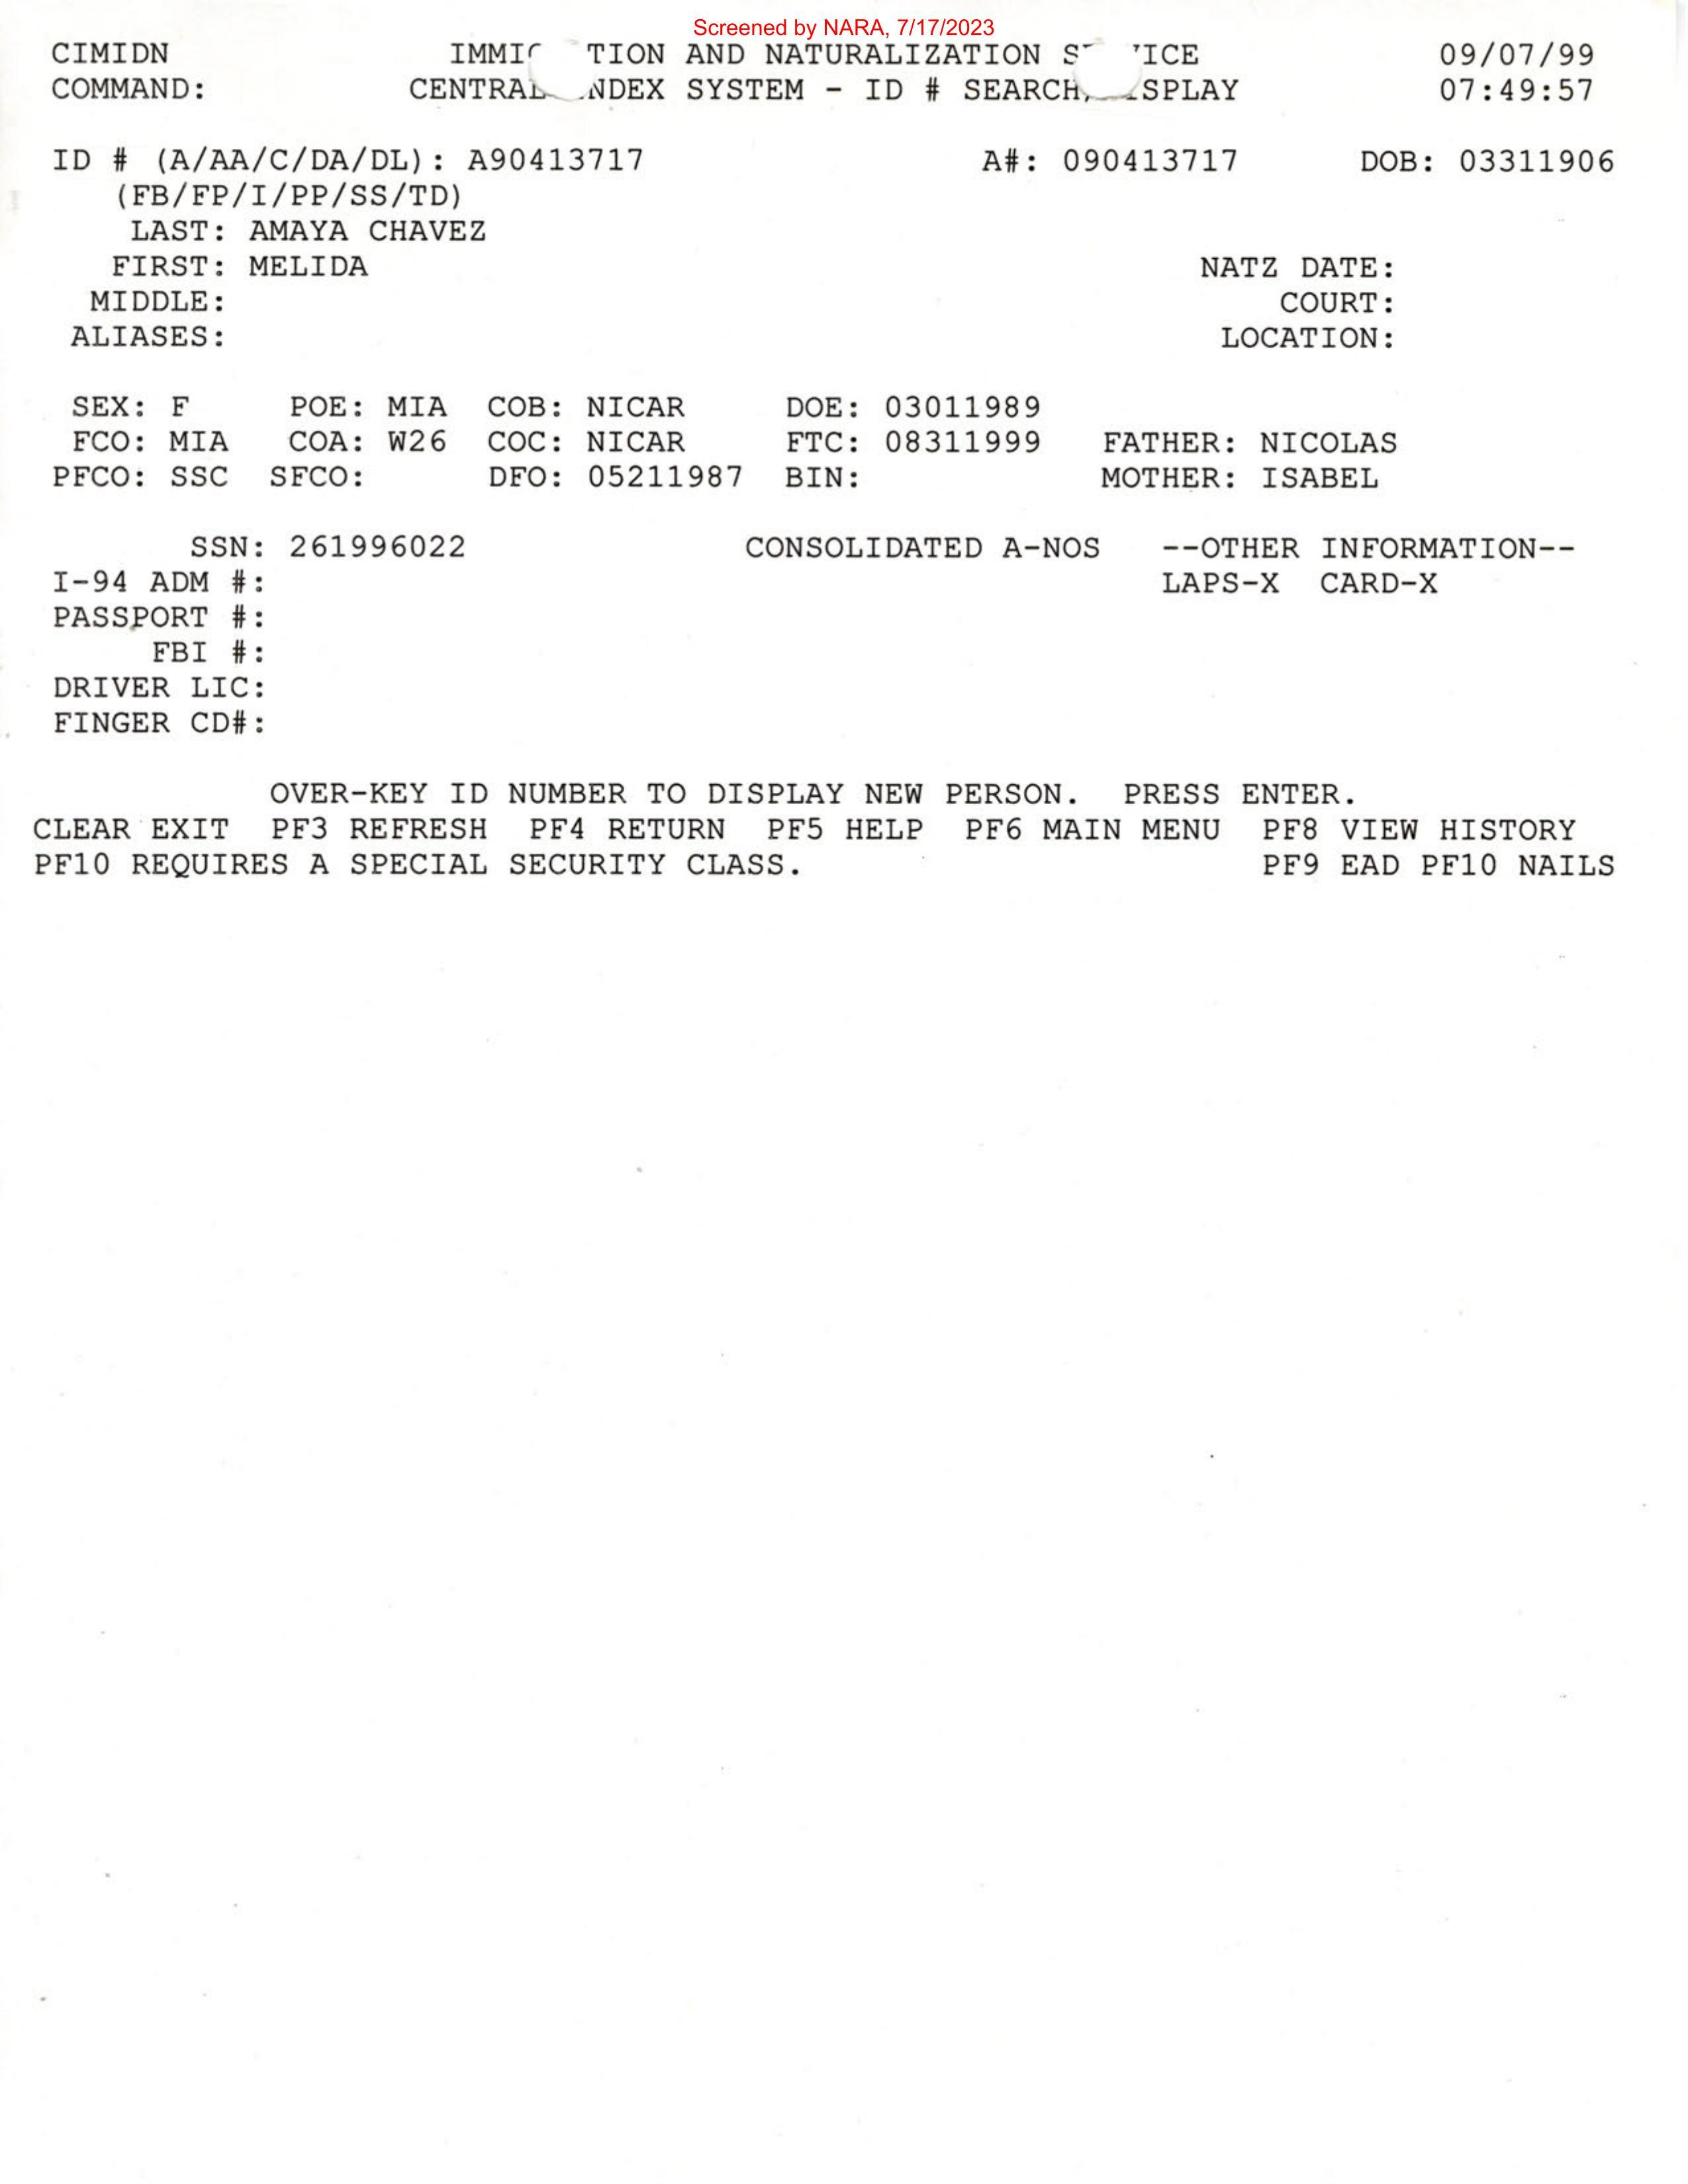 Screened by NARA, 7/17/2023
CIMIDN IMMIG TION AND NATURALIZATION S ICE 09/07/99
COMMAND: CENTRAL NDEX SYSTEM - ID # SEARCH/ ISPLAY 07:49:57
ID # (A/AA/C/DA/DL): A90413717 A#: 090413717 DOB: 03311906
(FB/FP/I/PP/SS/TD)
LAST: AMAYA CHAVEZ
FIRST: MELIDA NATZ DATE:
MIDDLE: COURT:
ALIASES: LOCATION:
SEX: F POE: MIA COB: NICAR DOE: 03011989
FCO: MIA COA: W26 COC: NICAR FTC: 08311999 FATHER: NICOLAS
PFCO: SSC SFCO: DFO: 05211987 BIN: MOTHER: ISABEL
SSN: 261996022 CONSOLIDATED A-NOS --OTHER INFORMATION--
I-94 ADM #: LAPS-X CARD-X
PASSPORT #:
FBI #:
DRIVER LIC:
FINGER CD#:
OVER-KEY ID NUMBER TO DISPLAY NEW PERSON. PRESS ENTER.
CLEAR EXIT PF3 REFRESH PF4 RETURN PF5 HELP PF6 MAIN MENU PF8 VIEW HISTORY
PF10 REQUIRES A SPECIAL SECURITY CLASS. PF9 EAD PF10 NAILS